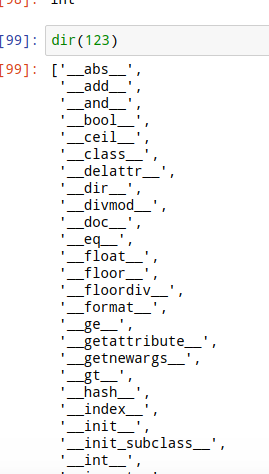 int
[99]: dir(123)
[99]: ['__abs__',
'__add__',
'__and__',
'__bool__',
'__ceil__',
'__class__',
'__delattr__',
'__dir__',
'__divmod__',
'__doc__',
'__eq__',
'__float__',
'__floor__',
'__floordiv__',
'__format__',
'__ge__',
'__getattribute__',
'__getnewargs__',
'__gt__',
'__hash__',
'__index__',
'__init__',
'__init_subclass__',
'__int__',